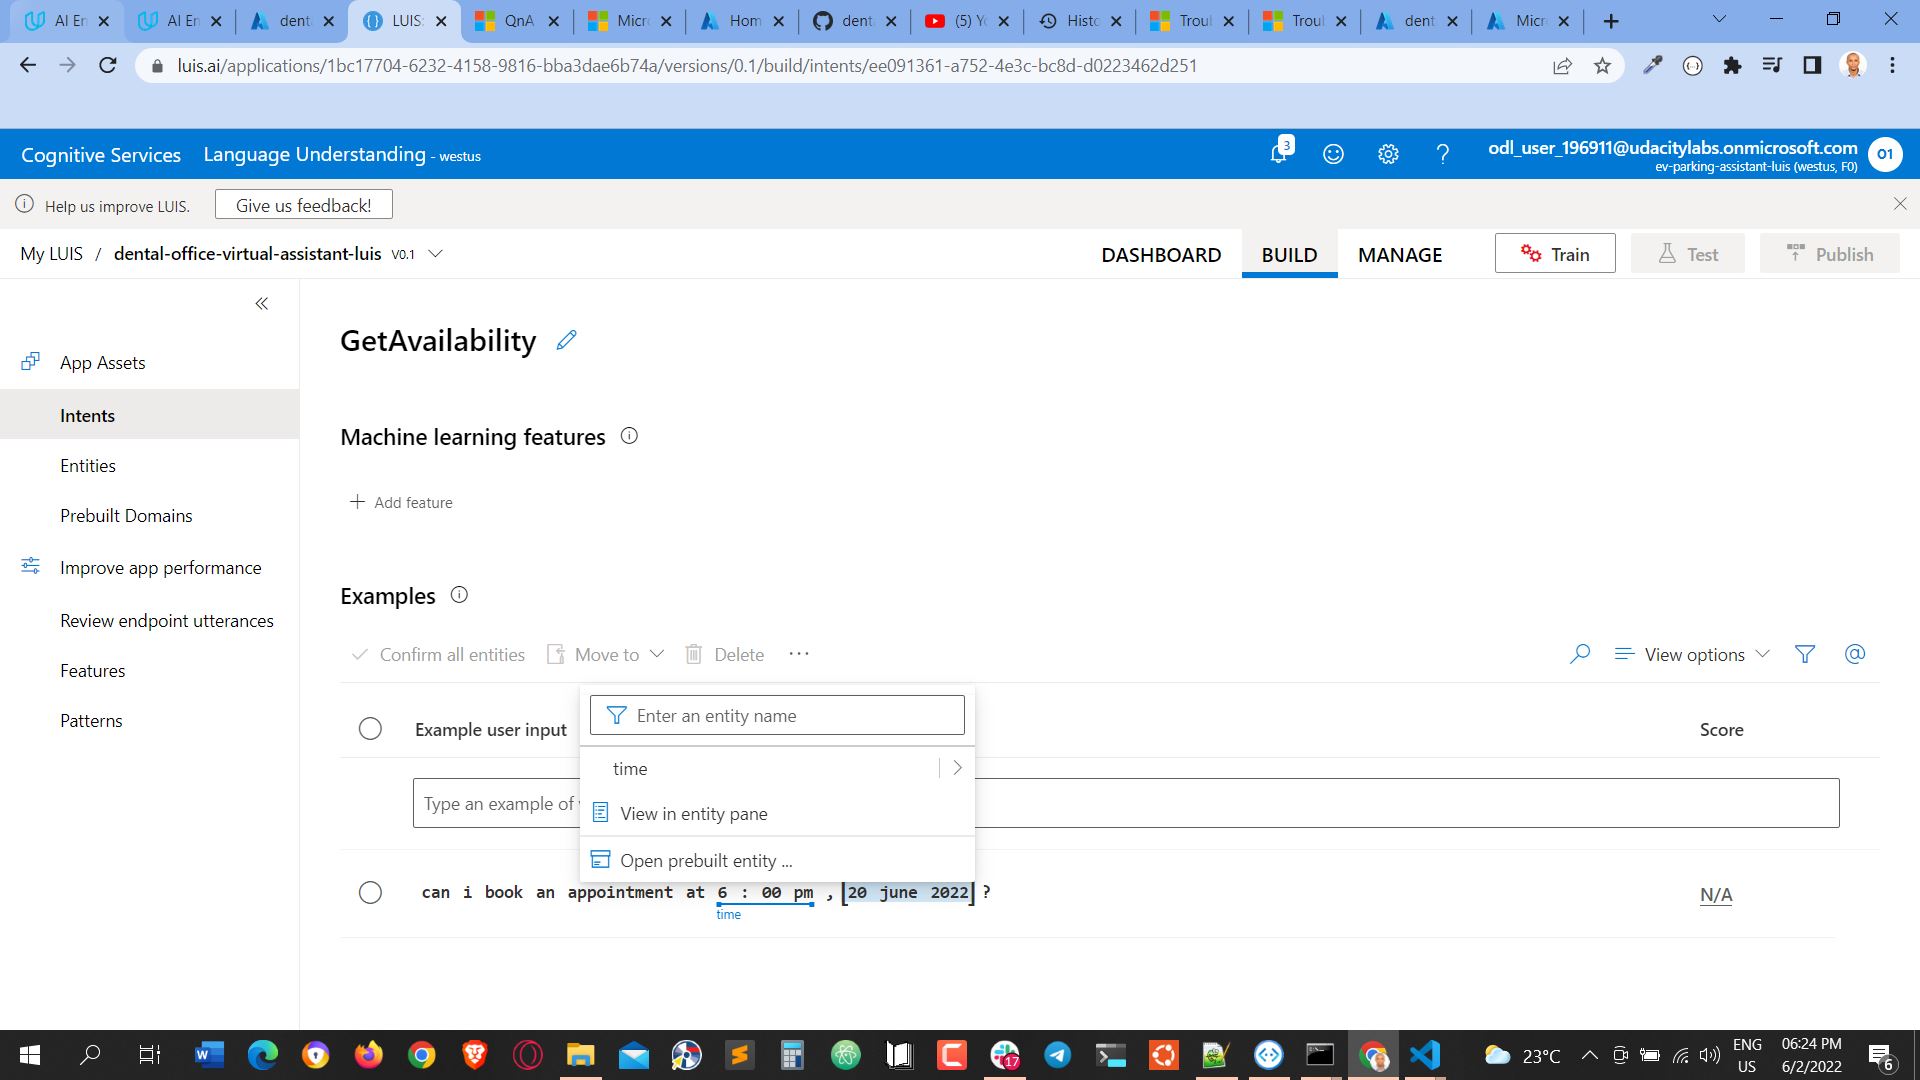 AI En
AI En
dent
LUIS:
QnA
Micro
Hom
dent
(5) Yo
Histo
Troul
Troul
dent
Micro
luis.ai/applications/1bc17704-6232-4158-9816-bba3dae6b74a/versions/0.1/build/intents/ee091361-a752-4e3c-bc8d-d0223462d251
Cognitive Services
Language Understanding - westus
3
odl_user_196911@udacitylabs.onmicrosoft.com
ev-parking-assistant-luis (westus, F0)
O1
Help us improve LUIS.
Give us feedback!
My LUIS / dental-office-virtual-assistant-luis V0.1
DASHBOARD
BUILD
MANAGE
Train
Test
Publish
App Assets
Intents
Entities
Prebuilt Domains
Improve app performance
Review endpoint utterances
Features
Patterns
GetAvailability
Machine learning features
+ Add feature
Examples
Confirm all entities
Move to
Delete
...
View options
@
Example user input
Score
Enter an entity name
time
View in entity pane
Open prebuilt entity ...
Type an example of
can i book an appointment at 6 : 00 pm , [20 june 2022] ?
time
N/A
17
23°C
ENG
US
06:24 PM
6/2/2022
6